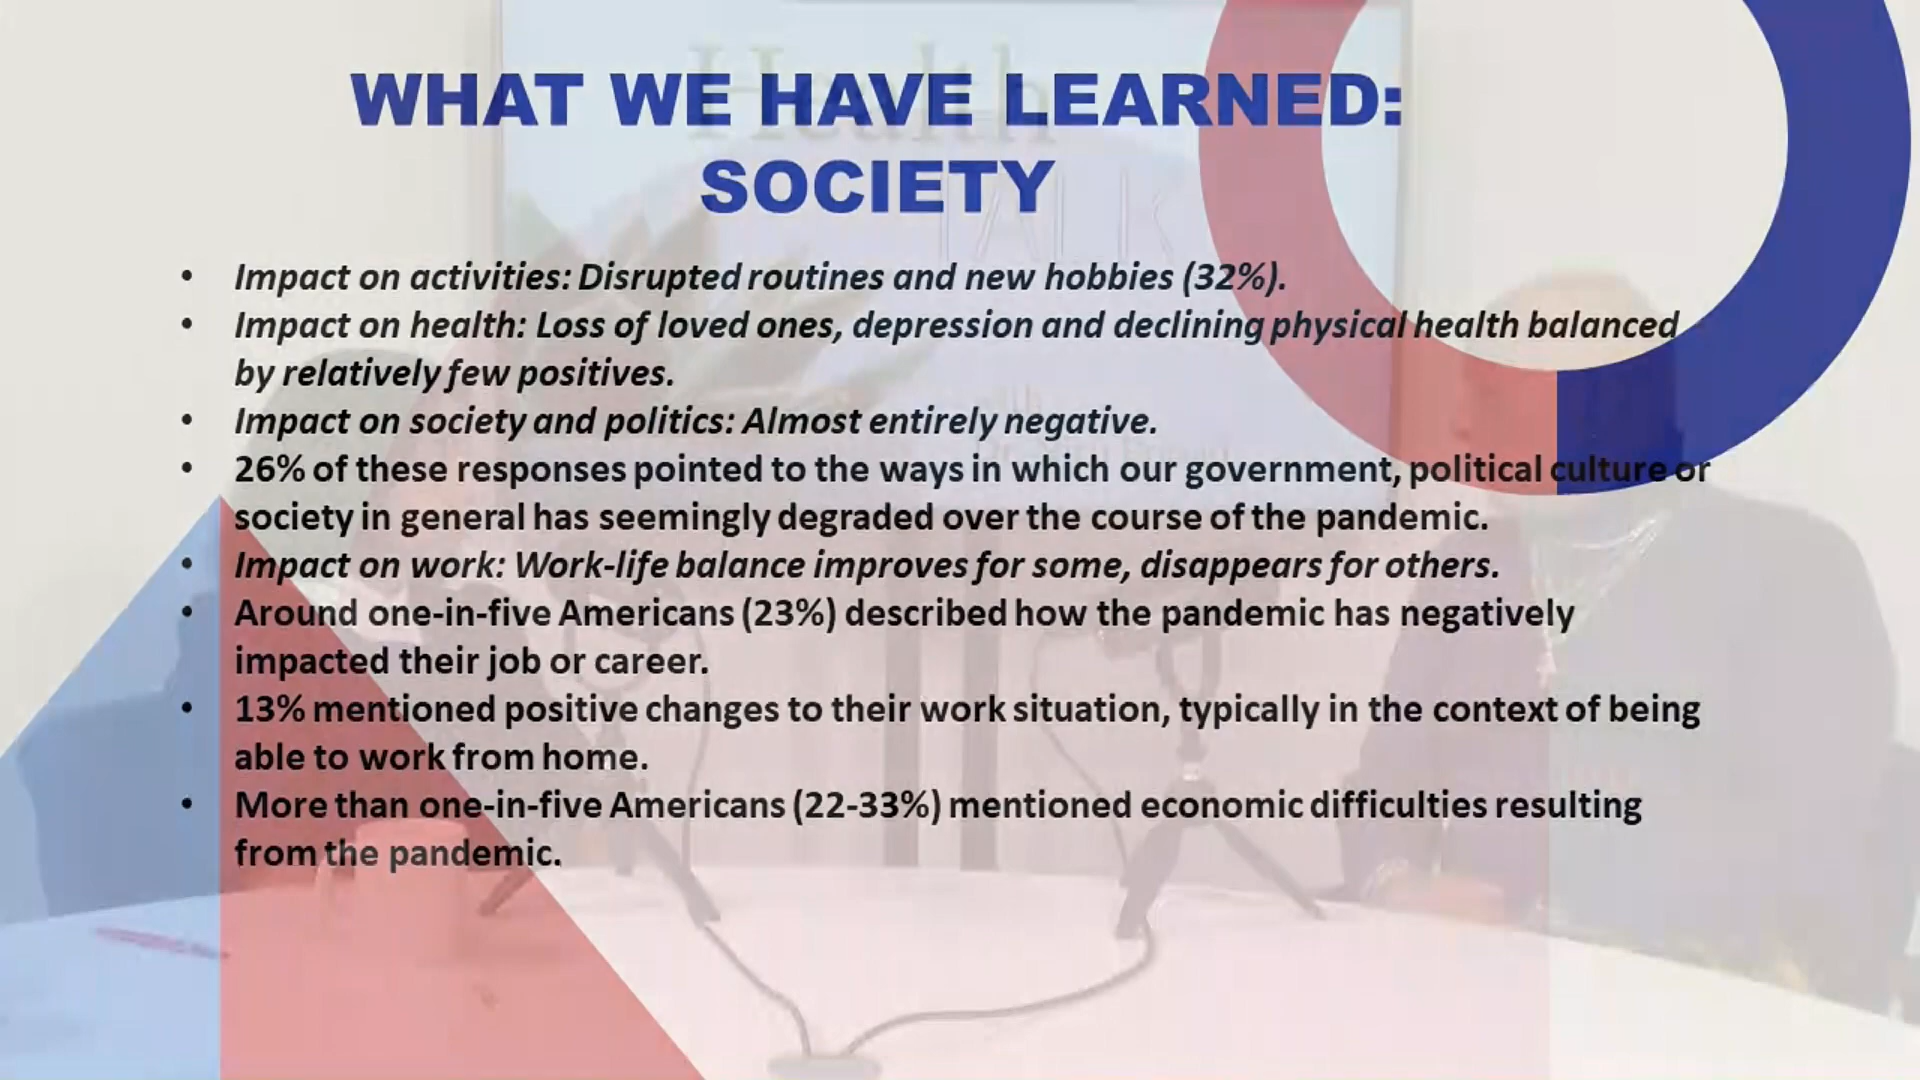 WHAT WE HAVE LEARNED:
SOCIETY
• Impact on activities: Disrupted routines and new hobbies (32%).
• Impact on health: Loss of loved ones, depression and declining physical health balanced
by relatively few positives.
• Impact on society and politics: Almost entirely negative.
• 26% of these responses pointed to the ways in which our government, political culture or
society in general has seemingly degraded over the course of the pandemic.
• Impact on work: Work-life balance improves for some, disappears for others.
• Around one-in-five Americans (23%) described how the pandemic has negatively
impacted their job or career.
• 13% mentioned positive changes to their work situation, typically in the context of being
able to work from home.
• More than one-in-five Americans (22-33%) mentioned economic difficulties resulting
from the pandemic.
Health
TALK